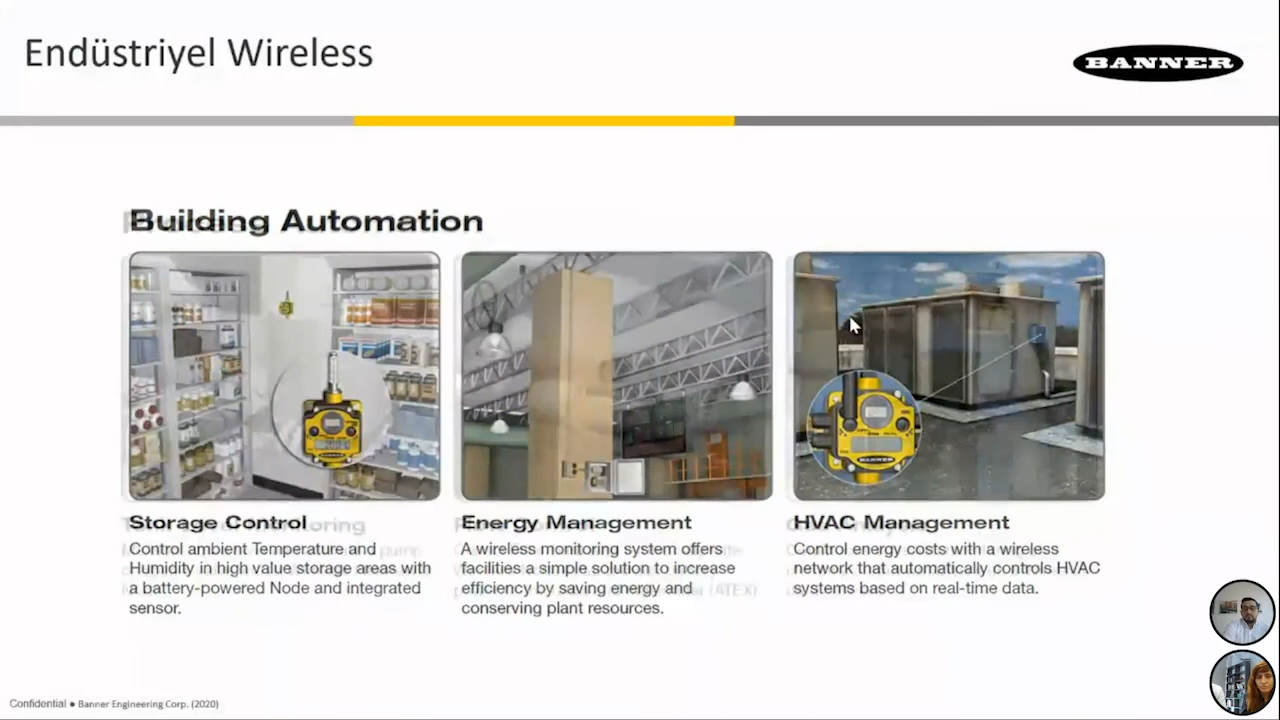 Endüstriyel Wireless
BANNER
Building Automation
Storage Control
Control ambient Temperature and
Humidity in high value storage areas with
a battery-powered Node and integrated
sensor.
Energy Management
A wireless monitoring system offers
facilities a simple solution to increase
efficiency by saving energy and
conserving plant resources.
HVAC Management
Control energy costs with a wireless
network that automatically controls HVAC
systems based on real-time data.
Confidential ● Banner Engineering Corp. (2020)